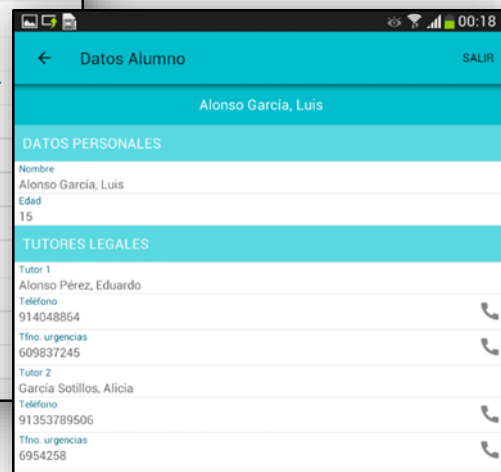 00:18
Datos Alumno SALIR
Alonso García, Luis
DATOS PERSONALES
Nombre
Alonso García, Luis
Edad
15
TUTORES LEGALES
Tutor 1
Alonso Pérez, Eduardo
Teléfono
914048864
Tfno. urgencias
609837245
Tutor 2
García Sotillos, Alicia
Teléfono
91353789506
Tfno. urgencias
6954258